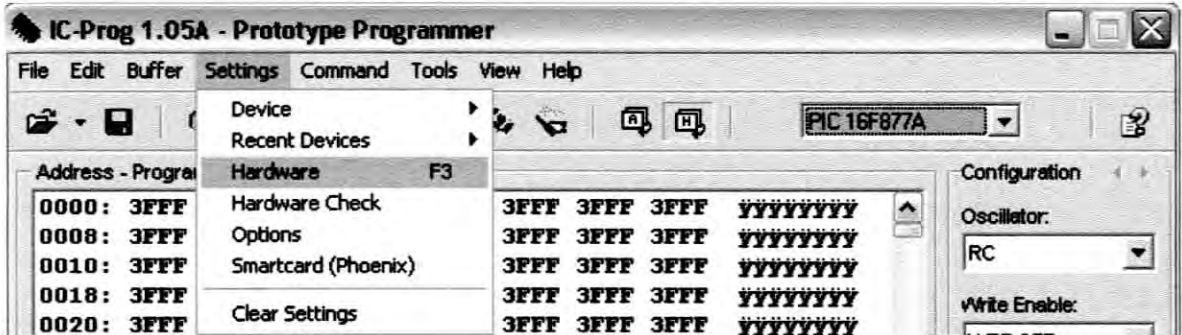 IC-Prog 1.05A - Prototype Programmer
File Edit Buffer Settings Command Tools View Help
Device
PIC 16F877A
Recent Devices
Address - Progra
Hardware F3
Configuration
0000: 3FFF 3FFF 3FFF 3FFF ÿÿÿÿÿÿÿÿ
Hardware Check
Oscillator:
0008: 3FFF 3FFF 3FFF 3FFF ÿÿÿÿÿÿÿÿ
Options
RC
0010: 3FFF 3FFF 3FFF 3FFF ÿÿÿÿÿÿÿÿ
Smartcard (Phoenix)
0018: 3FFF 3FFF 3FFF 3FFF ÿÿÿÿÿÿÿÿ
Write Enable:
Clear Settings
0020: 3FFF 3FFF 3FFF 3FFF ÿÿÿÿÿÿÿÿ